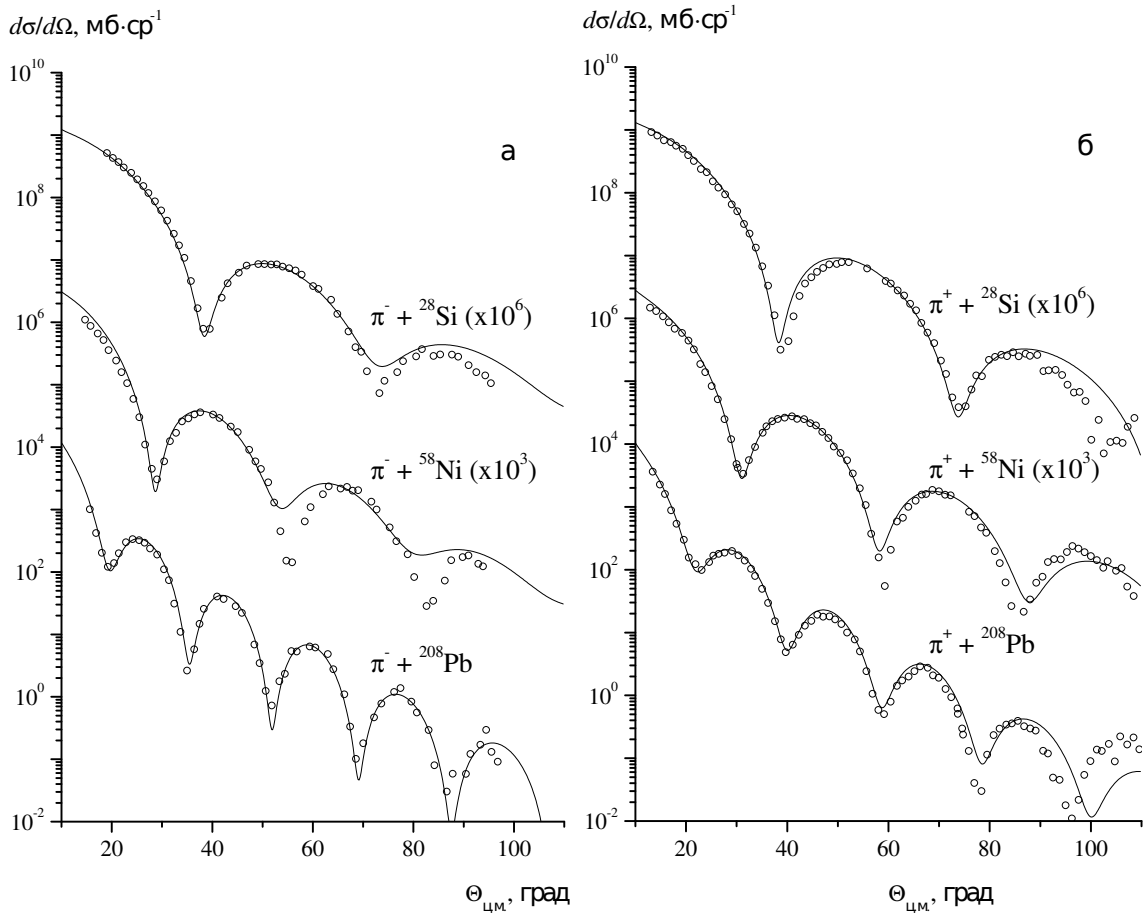 dσ/dΩ, мб·ср⁻¹
10¹⁰
10⁸
10⁶
10⁴
10²
10⁰
10⁻²
а
π⁻ + ²⁸Si (x10⁶)
π⁻ + ⁵⁸Ni (x10³)
π⁻ + ²⁰⁸Pb
20 40 60 80 100
Θц.м., град
dσ/dΩ, мб·ср⁻¹
10¹⁰
10⁸
10⁶
10⁴
10²
10⁰
10⁻²
б
π⁺ + ²⁸Si (x10⁶)
π⁺ + ⁵⁸Ni (x10³)
π⁺ + ²⁰⁸Pb
20 40 60 80 100
Θц.м., град